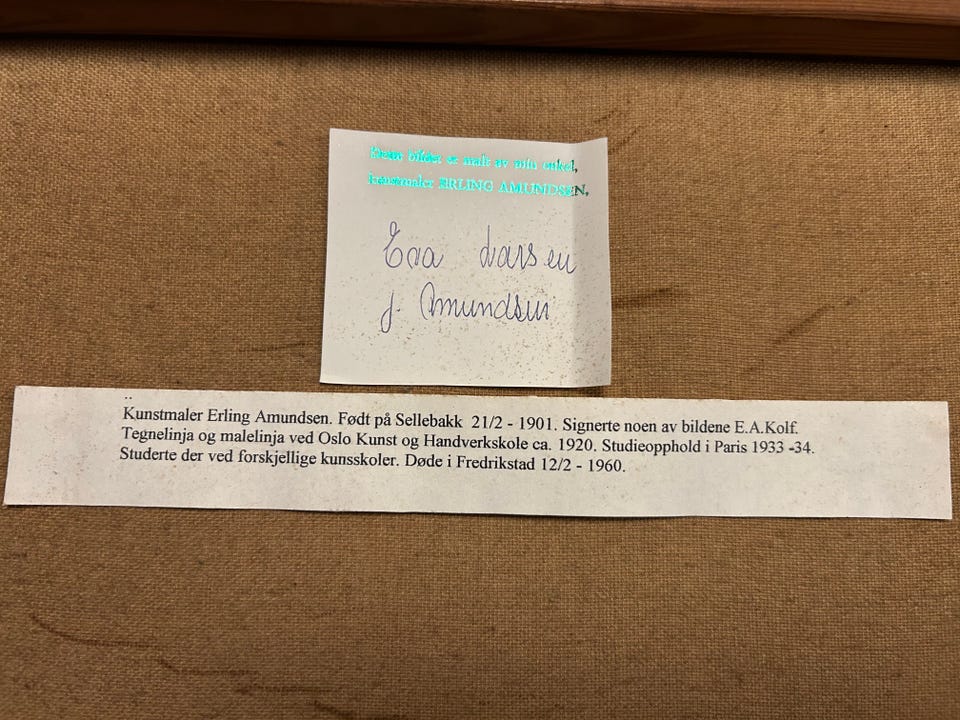 Dette bildet er malt av min onkel,
kunstmaler ERLING AMUNDSEN,
Eva Larsen
f. Amundsen
Kunstmaler Erling Amundsen. Født på Sellebakk 21/2 - 1901. Signerte noen av bildene E.A.Kolf.
Tegnelinja og malelinja ved Oslo Kunst og Handverkskole ca. 1920. Studieopphold i Paris 1933 -34.
Studerte der ved forskjellige kunsskoler. Døde i Fredrikstad 12/2 - 1960.